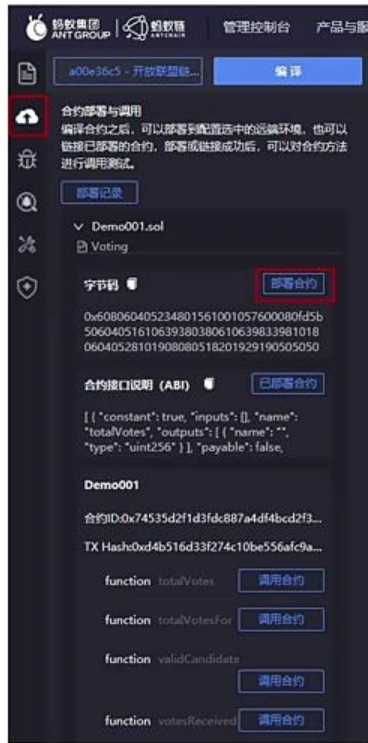 蚂蚁集团 ANT GROUP 蚂蚁链 ANTCHAIN 管理控制台 产品与服
a00e36c5 - 开放联盟链... 编译
合约部署与调用
编译合约之后，可以部署到配置选中的远端环境，也可以
链接已部署的合约，部署或链接成功后，可以对合约方法
进行调用测试。
部署记录
Demo001.sol
Voting
字节码 部署合约
0x608060405234801561001057600080fd5b
506040516106393803806106398339​81018
060405281019080805182019291905050​50
合约接口说明 (ABI) 已部署合约
[ { "constant": true, "inputs": [], "name":
"totalVotes", "outputs": [ { "name": "",
"type": "uint256" } ], "payable": false,
Demo001
合约ID:0x74535d2f1d3fdc887a4df4bcd2f3...
TX Hash:0xd4b516d33f274c10be556afc9a...
function totalVotes 调用合约
function totalVotesFor 调用合约
function validCandidate
调用合约
function votesReceived 调用合约